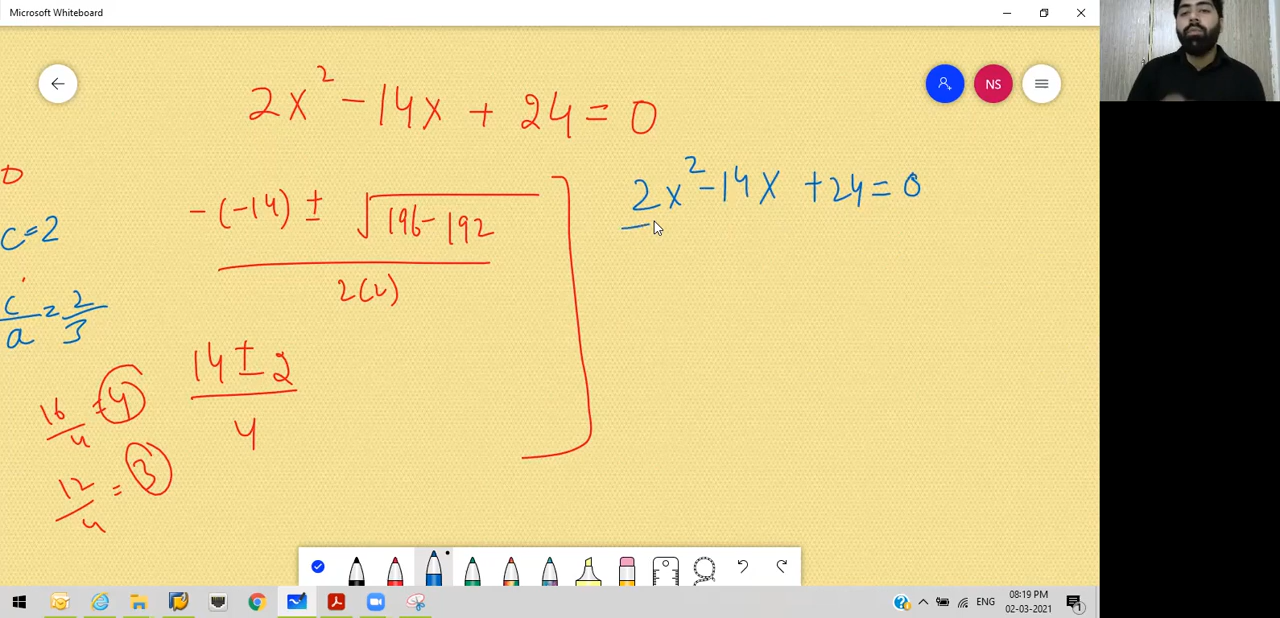 Microsoft Whiteboard
NS
2x² - 14x + 24 = 0
2x² - 14x + 24 = 0
c = 2
c/a = 2/3
-(-14) ± √196 - 192
2(2)
14 ± 2
4
16/4 = 4
12/4 = 3
ENG
08:19 PM
02-03-2021
1